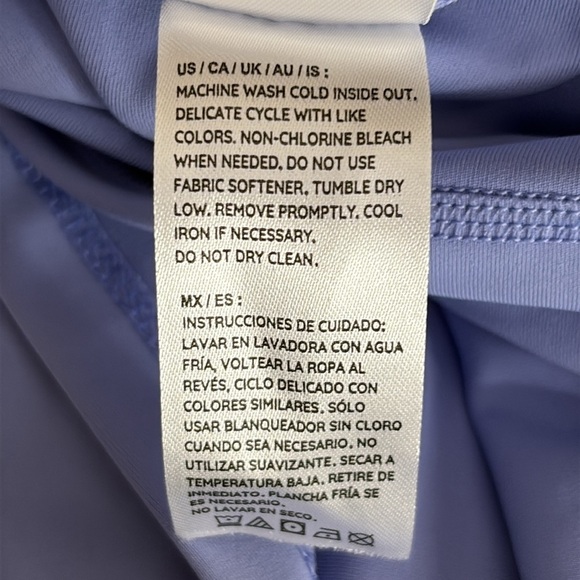 US / CA / UK / AU / IS :
MACHINE WASH COLD INSIDE OUT.
DELICATE CYCLE WITH LIKE
COLORS. NON-CHLORINE BLEACH
WHEN NEEDED. DO NOT USE
FABRIC SOFTENER. TUMBLE DRY
LOW. REMOVE PROMPTLY. COOL
IRON IF NECESSARY.
DO NOT DRY CLEAN.
MX / ES :
INSTRUCCIONES DE CUIDADO:
LAVAR EN LAVADORA CON AGUA
FRÍA, VOLTEAR LA ROPA AL
REVÉS, CICLO DELICADO CON
COLORES SIMILARES. SÓLO
USAR BLANQUEADOR SIN CLORO
CUANDO SEA NECESARIO. NO
UTILIZAR SUAVIZANTE. SECAR A
TEMPERATURA BAJA. RETIRE DE
INMEDIATO. PLANCHA FRÍA SE
ES NECESARIO.
NO LAVAR EN SECO.